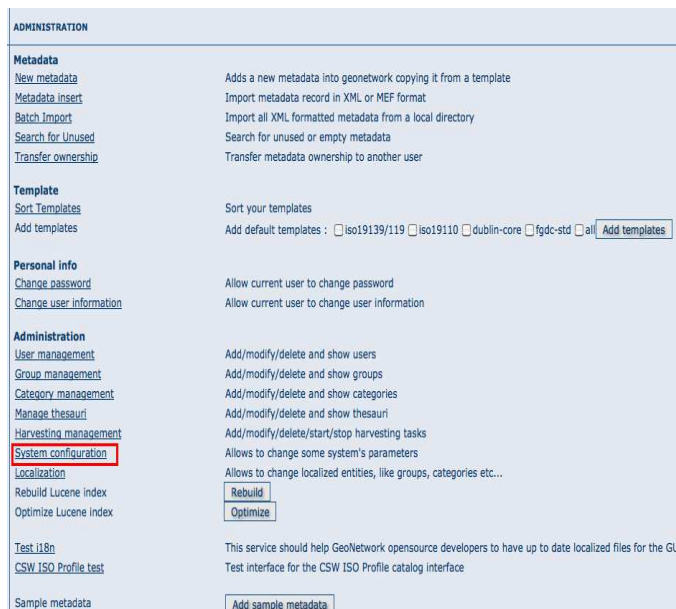 ADMINISTRATION
Metadata
New metadata Adds a new metadata into geonetwork copying it from a template
Metadata insert Import metadata record in XML or MEF format
Batch Import Import all XML formatted metadata from a local directory
Search for Unused Search for unused or empty metadata
Transfer ownership Transfer metadata ownership to another user
Template
Sort Templates Sort your templates
Add templates Add default templates : iso19139/119 iso19110 dublin-core fgdc-std all Add templates
Personal info
Change password Allow current user to change password
Change user information Allow current user to change user information
Administration
User management Add/modify/delete and show users
Group management Add/modify/delete and show groups
Category management Add/modify/delete and show categories
Manage thesauri Add/modify/delete and show thesauri
Harvesting management Add/modify/delete/start/stop harvesting tasks
System configuration Allows to change some system's parameters
Localization Allows to change localized entities, like groups, categories etc...
Rebuild Lucene index Rebuild
Optimize Lucene index Optimize
Test i18n This service should help GeoNetwork opensource developers to have up to date localized files for the GU
CSW ISO Profile test Test interface for the CSW ISO Profile catalog interface
Sample metadata Add sample metadata